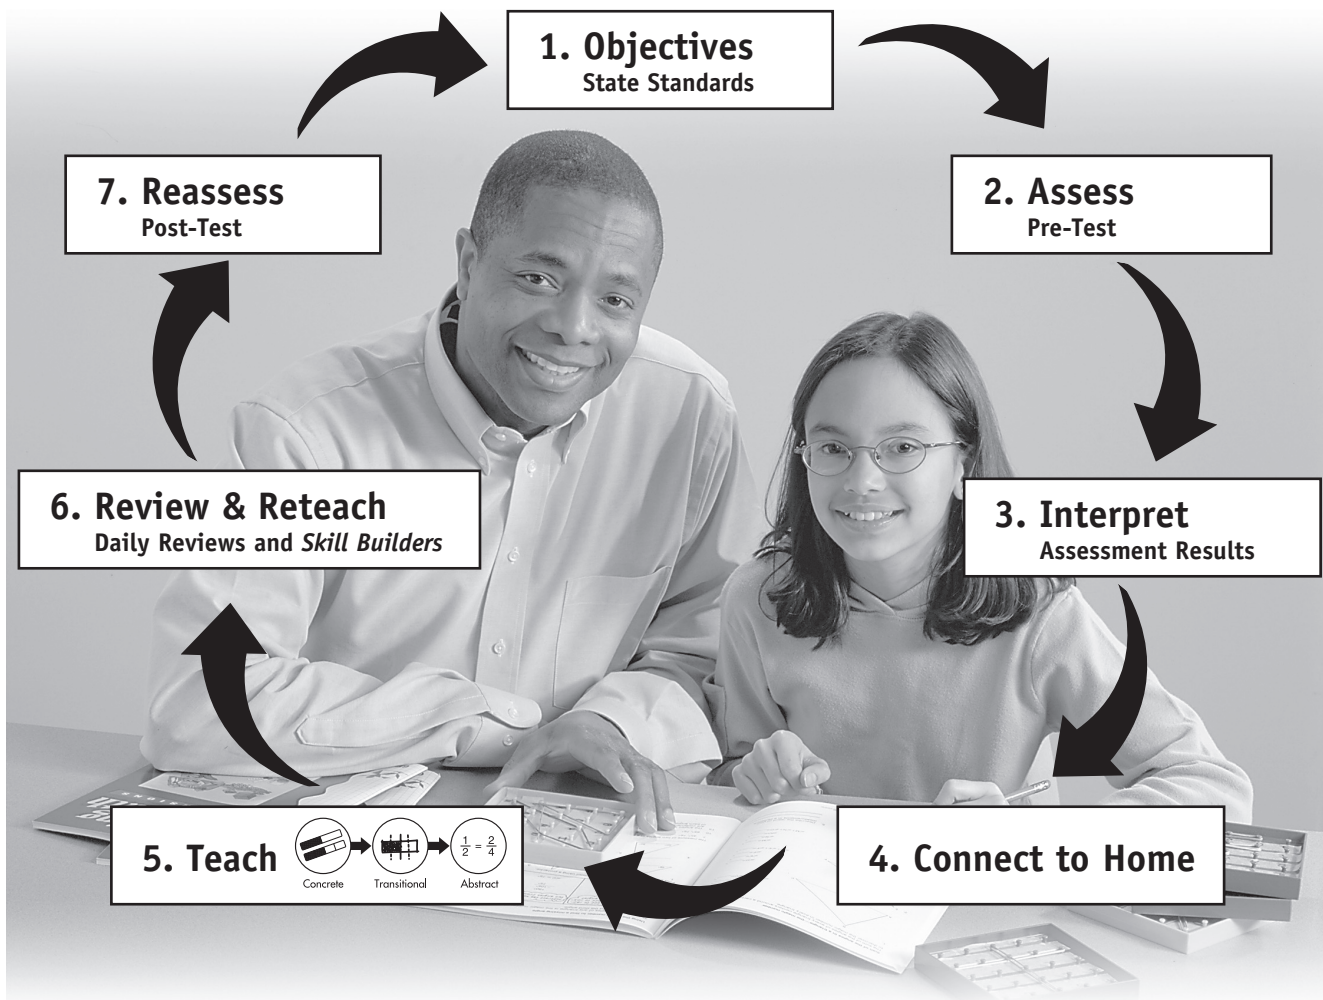 1. Objectives
State Standards
2. Assess
Pre-Test
3. Interpret
Assessment Results
4. Connect to Home
5. Teach
1/2 = 2/4
Concrete
Transitional
Abstract
6. Review & Reteach
Daily Reviews and Skill Builders
7. Reassess
Post-Test